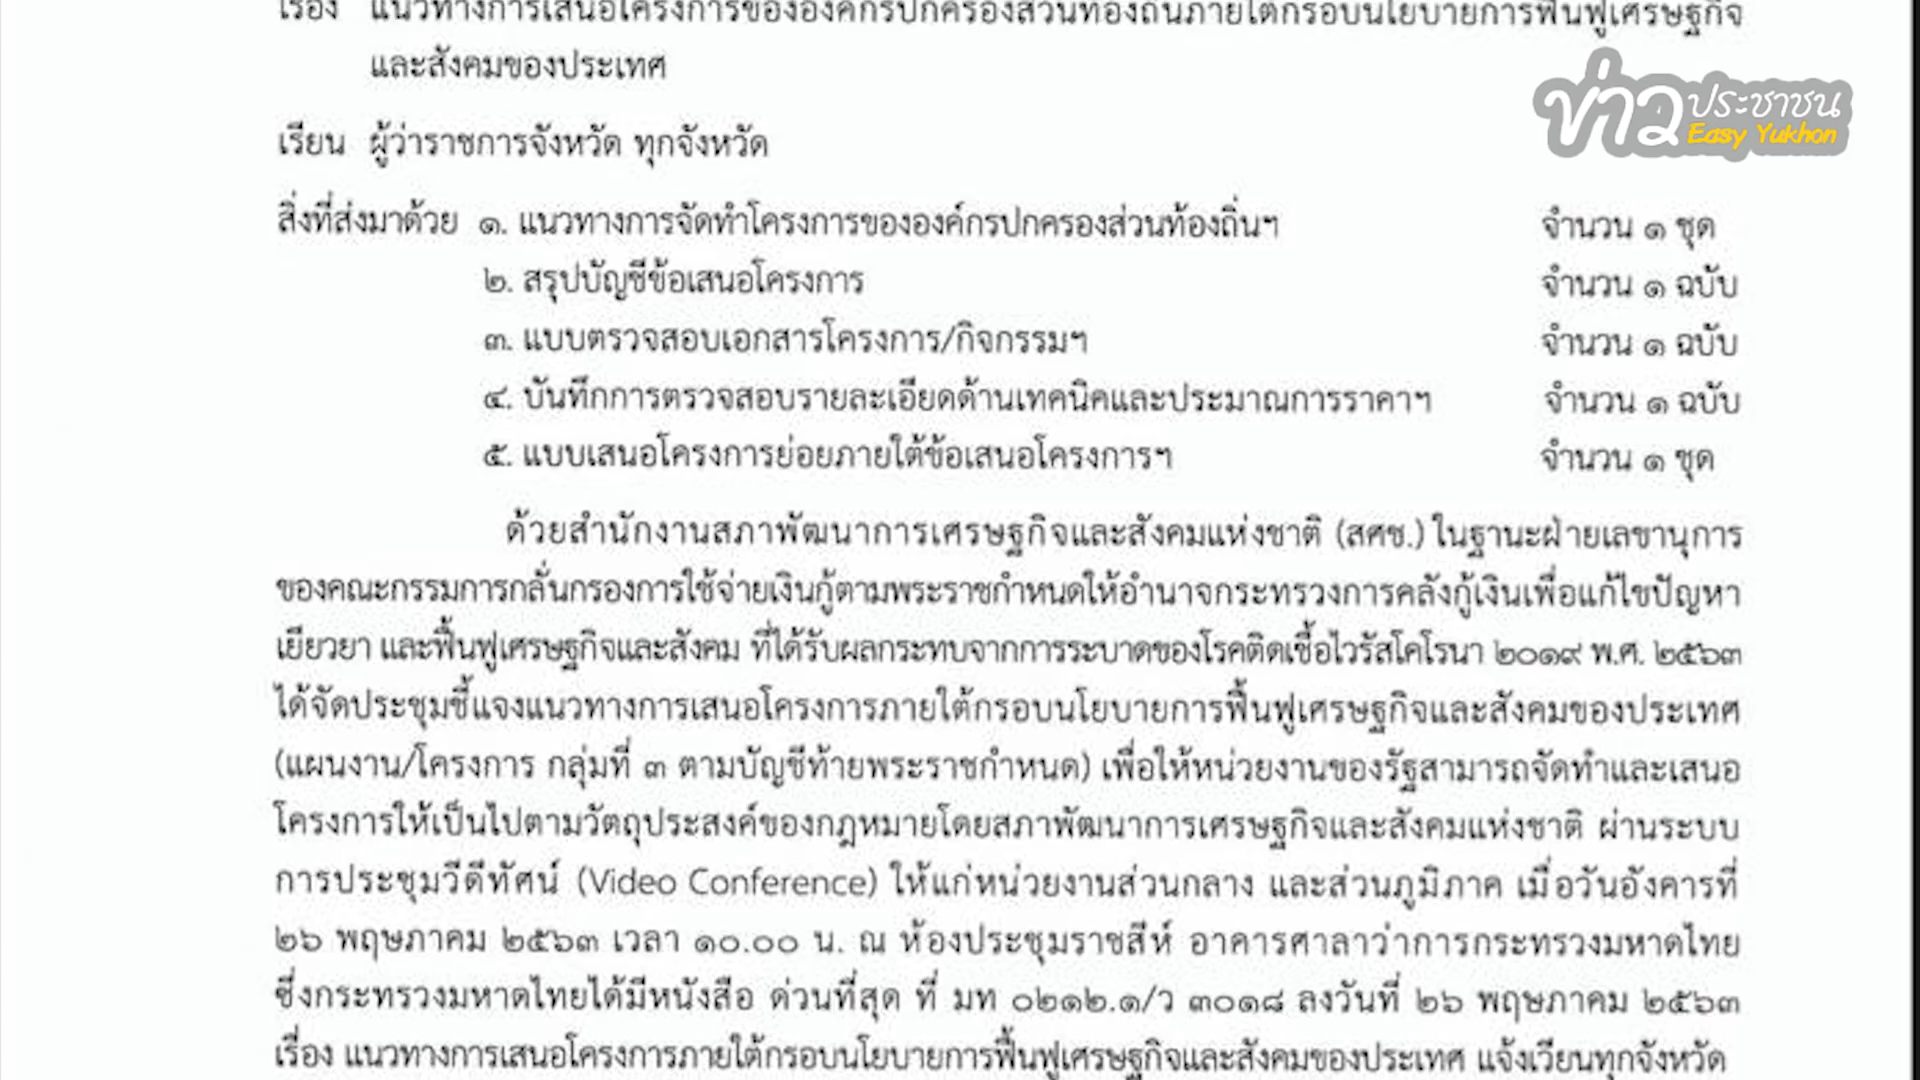 เรื่อง แนวทางการเสนอโครงการขององค์กรปกครองส่วนท้องถิ่นภายใต้กรอบนโยบายการฟื้นฟูเศรษฐกิจ
และสังคมของประเทศ
ข่าวประชาชน
Easy Yukhon
เรียน ผู้ว่าราชการจังหวัด ทุกจังหวัด
สิ่งที่ส่งมาด้วย ๑. แนวทางการจัดทำโครงการขององค์กรปกครองส่วนท้องถิ่นฯ จำนวน ๑ ชุด
๒. สรุปบัญชีข้อเสนอโครงการ จำนวน ๑ ฉบับ
๓. แบบตรวจสอบเอกสารโครงการ/กิจกรรมฯ จำนวน ๑ ฉบับ
๔. บันทึกการตรวจสอบรายละเอียดด้านเทคนิคและประมาณการราคาฯ จำนวน ๑ ฉบับ
๕. แบบเสนอโครงการย่อยภายใต้ข้อเสนอโครงการฯ จำนวน ๑ ชุด
ด้วยสำนักงานสภาพัฒนาการเศรษฐกิจและสังคมแห่งชาติ (สศช.) ในฐานะฝ่ายเลขานุการ
ของคณะกรรมการกลั่นกรองการใช้จ่ายเงินกู้ตามพระราชกำหนดให้อำนาจกระทรวงการคลังกู้เงินเพื่อแก้ไขปัญหา
เยียวยา และฟื้นฟูเศรษฐกิจและสังคม ที่ได้รับผลกระทบจากการระบาดของโรคติดเชื้อไวรัสโคโรนา ๒๐๑๙ พ.ศ. ๒๕๖๓
ได้จัดประชุมชี้แจงแนวทางการเสนอโครงการภายใต้กรอบนโยบายการฟื้นฟูเศรษฐกิจและสังคมของประเทศ
(แผนงาน/โครงการ กลุ่มที่ ๓ ตามบัญชีท้ายพระราชกำหนด) เพื่อให้หน่วยงานของรัฐสามารถจัดทำและเสนอ
โครงการให้เป็นไปตามวัตถุประสงค์ของกฎหมายโดยสภาพัฒนาการเศรษฐกิจและสังคมแห่งชาติ ผ่านระบบ
การประชุมวีดีทัศน์ (Video Conference) ให้แก่หน่วยงานส่วนกลาง และส่วนภูมิภาค เมื่อวันอังคารที่
๒๖ พฤษภาคม ๒๕๖๓ เวลา ๑๐.๐๐ น. ณ ห้องประชุมราชสีห์ อาคารศาลาว่าการกระทรวงมหาดไทย
ซึ่งกระทรวงมหาดไทยได้มีหนังสือ ด่วนที่สุด ที่ มท ๐๒๑๒.๑/ว ๓๐๑๘ ลงวันที่ ๒๖ พฤษภาคม ๒๕๖๓
เรื่อง แนวทางการเสนอโครงการภายใต้กรอบนโยบายการฟื้นฟูเศรษฐกิจและสังคมของประเทศ แจ้งเวียนทุกจังหวัด